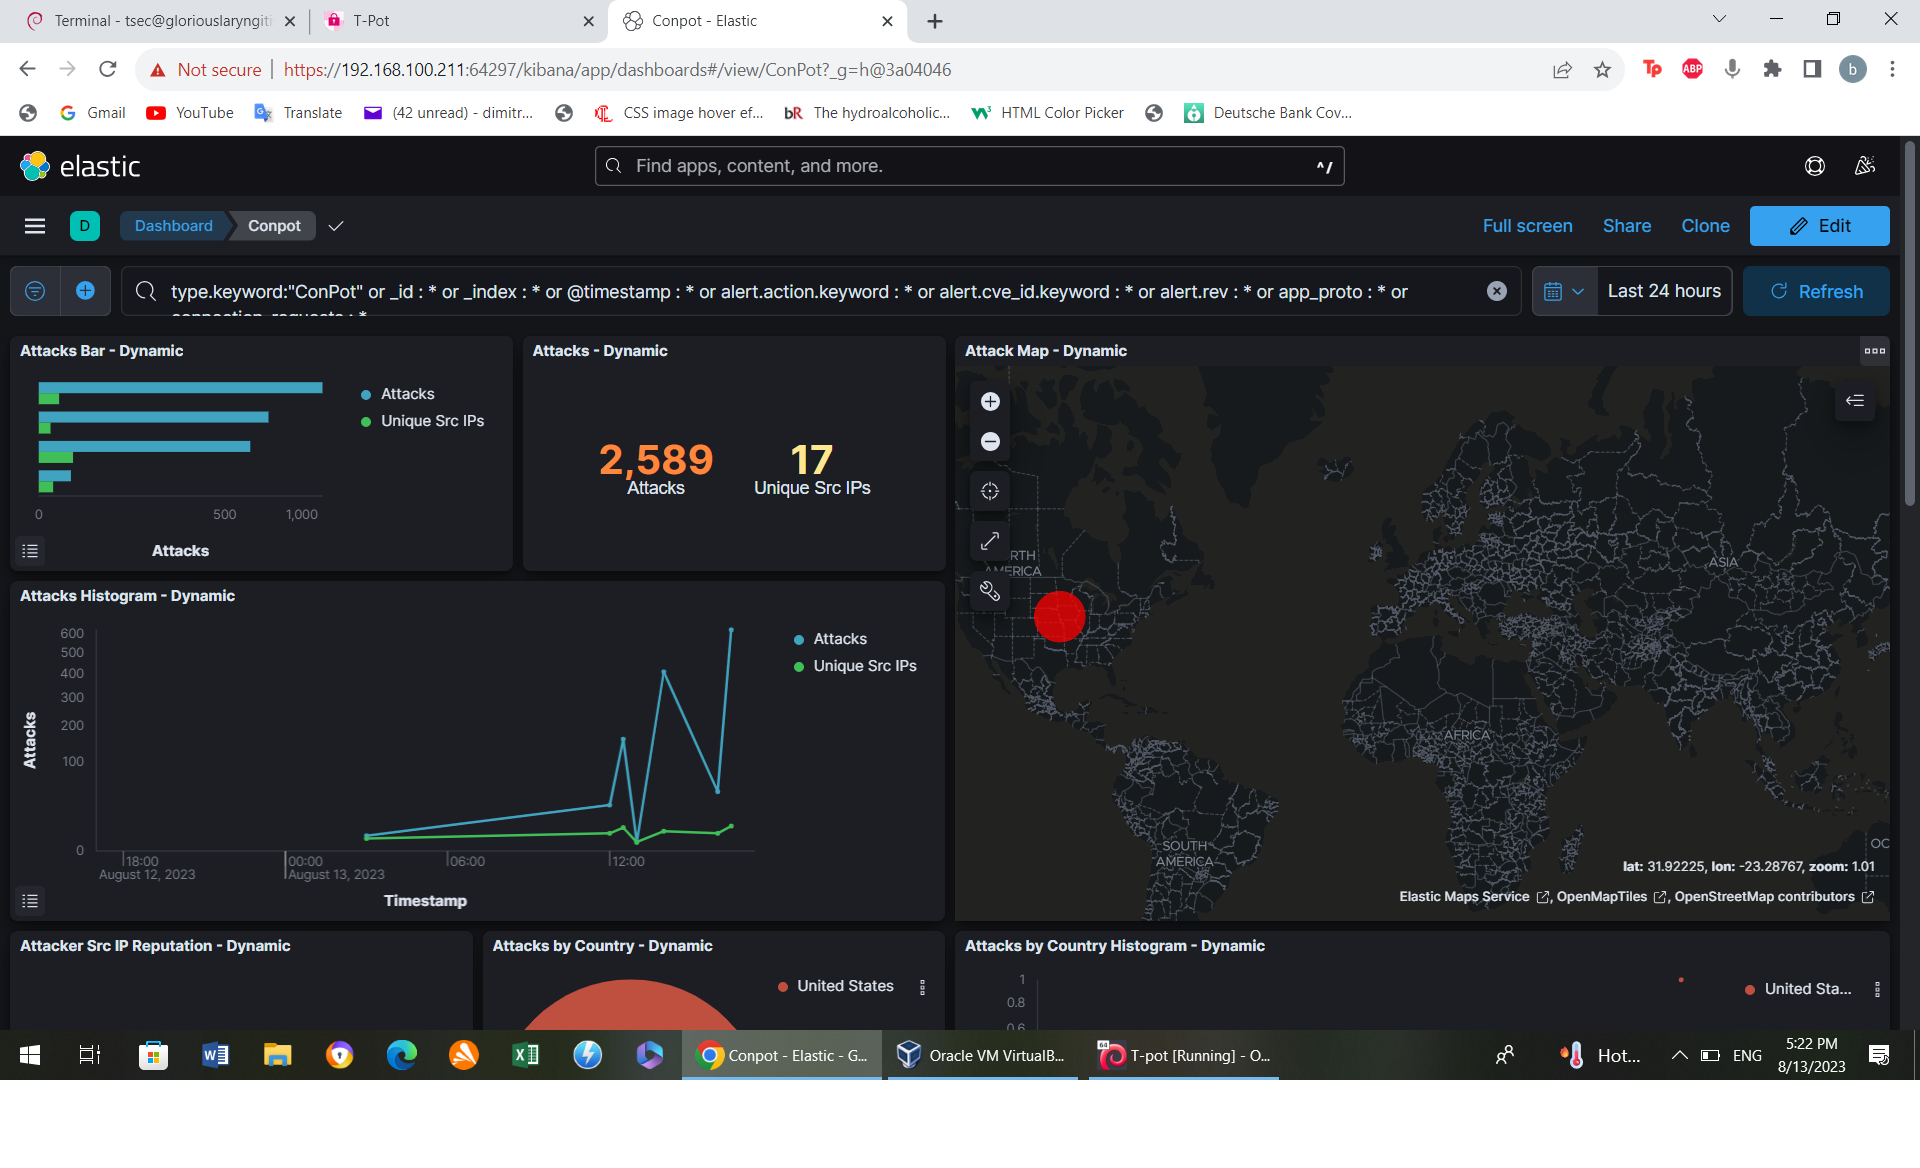 Terminal - tsec@gloriouslaryngiti
T-Pot
Conpot - Elastic
Not secure
https://192.168.100.211:64297/kibana/app/dashboards#/view/ConPot?_g=h@3a04046
Tp
ABP
b
Gmail
YouTube
Translate
(42 unread) - dimitr...
CSS image hover ef...
bR The hydroalcoholic...
HTML Color Picker
Deutsche Bank Cov...
elastic
Find apps, content, and more.
^/
D
Dashboard
Conpot
Full screen
Share
Clone
Edit
type.keyword:"ConPot" or _id : * or _index : * or @timestamp : * or alert.action.keyword : * or alert.cve_id.keyword : * or alert.rev : * or app_proto : * or
connection_requests : *
Last 24 hours
Refresh
Attacks Bar - Dynamic
Attacks
Unique Src IPs
0
500
1,000
Attacks
Attacks - Dynamic
2,589
Attacks
17
Unique Src IPs
Attack Map - Dynamic
RTH
AMERICA
ASIA
AFRICA
SOUTH
AMERICA
OC
lat: 31.92225, lon: -23.28767, zoom: 1.01
Elastic Maps Service , OpenMapTiles , OpenStreetMap contributors
Attacks Histogram - Dynamic
600
500
400
300
200
100
0
Attacks
Attacks
Unique Src IPs
18:00
August 12, 2023
00:00
August 13, 2023
06:00
12:00
Timestamp
Attacker Src IP Reputation - Dynamic
Attacks by Country - Dynamic
United States
Attacks by Country Histogram - Dynamic
1
0.8
0.6
United Sta...
Conpot - Elastic - G...
Oracle VM VirtualB...
64
T-pot [Running] - O...
Hot...
ENG
5:22 PM
8/13/2023